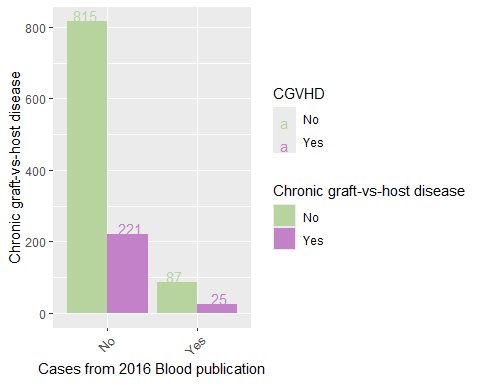 Chronic graft-vs-host disease
800
600
400
200
0
815
221
87
25
No
Yes
Cases from 2016 Blood publication
CGVHD
a No
a Yes
Chronic graft-vs-host disease
No
Yes